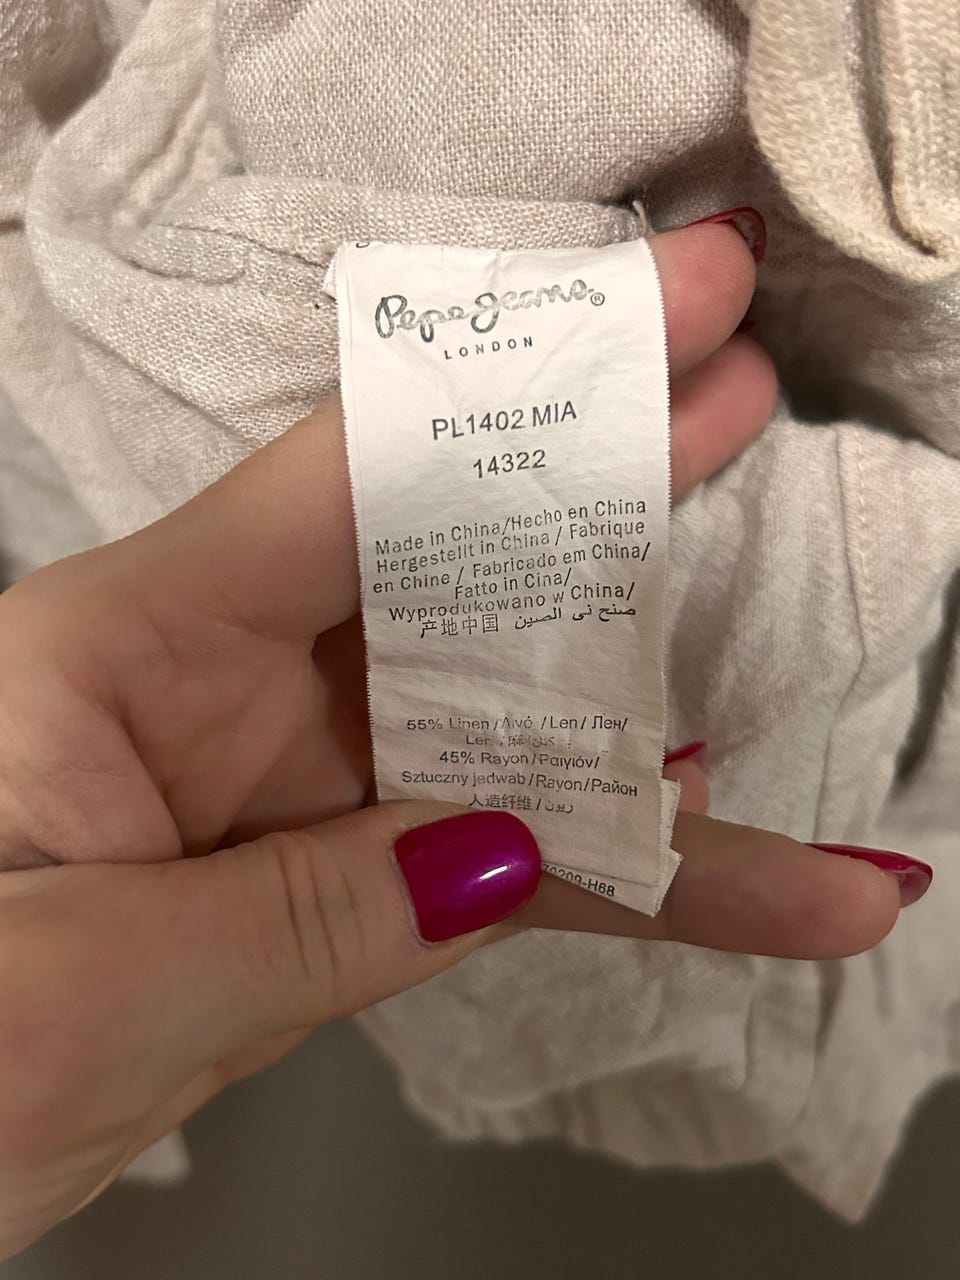 Pepe Jeans®
LONDON
PL1402 MIA
14322
Made in China/Hecho en China
Hergestellt in China / Fabrique
en Chine / Fabricado em China/
Fatto in Cina/
Wyprodukowano w China/
产地中国 صنع في الصين
55% Linen /Λινό /Len/ Лен/
45% Rayon/Ραιγιόν/
Sztuczny jedwab/Rayon/Район
人造纤维/ ريون
70209-H68